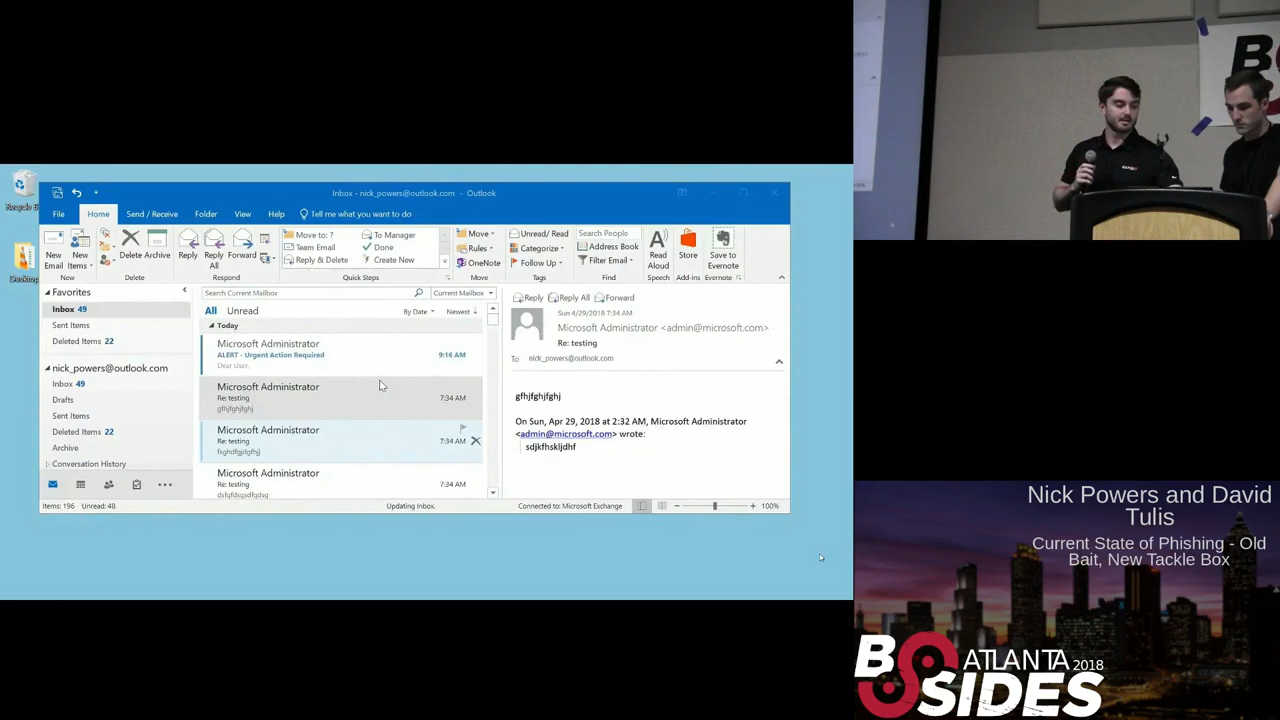 Recycle B
Desktop
Inbox - nick_powers@outlook.com - Outlook
File
Home
Send / Receive
Folder
View
Help
Tell me what you want to do
New
Email
New
Items
New
Delete
Archive
Delete
Reply
Reply
All
Forward
Respond
Move to: ?
Team Email
Reply & Delete
To Manager
Done
Create New
Quick Steps
Move
Rules
OneNote
Move
Unread/ Read
Categorize
Follow Up
Tags
Search People
Address Book
Filter Email
Find
Read
Aloud
Speech
Store
Add-ins
Save to
Evernote
Evernote
Favorites
Inbox 49
Sent Items
Deleted Items 22
nick_powers@outlook.com
Inbox 49
Drafts
Sent Items
Deleted Items 22
Archive
Conversation History
Items: 196 Unread: 48
Search Current Mailbox
Current Mailbox
All Unread
By Date Newest
Today
Microsoft Administrator
ALERT - Urgent Action Required 9:16 AM
Dear User,
Microsoft Administrator
Re: testing 7:34 AM
gfhjfghjfghj
Microsoft Administrator
Re: testing 7:34 AM
fsghdfgjdgfhjj
Microsoft Administrator
Re: testing 7:34 AM
dsfgfdsgsdfqdsg
Updating Inbox.
Reply Reply All Forward
Sun 4/29/2018 7:34 AM
Microsoft Administrator <admin@microsoft.com>
Re: testing
To nick_powers@outlook.com
gfhjfghjfghj
On Sun, Apr 29, 2018 at 2:32 AM, Microsoft Administrator
<admin@microsoft.com> wrote:
sdjkfhskljdhf
Connected to: Microsoft Exchange
100%
B
Nick Powers and David
Tulis
Current State of Phishing - Old
Bait, New Tackle Box
BSIDES
ATLANTA 2018